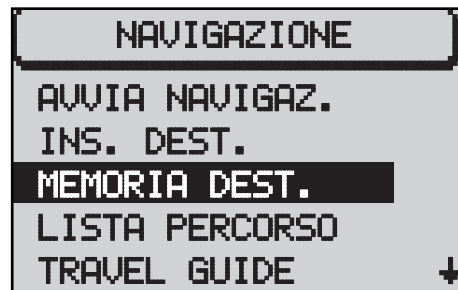 NAVIGAZIONE
AVVIA NAVIGAZ.
INS. DEST.
MEMORIA DEST.
LISTA PERCORSO
TRAVEL GUIDE